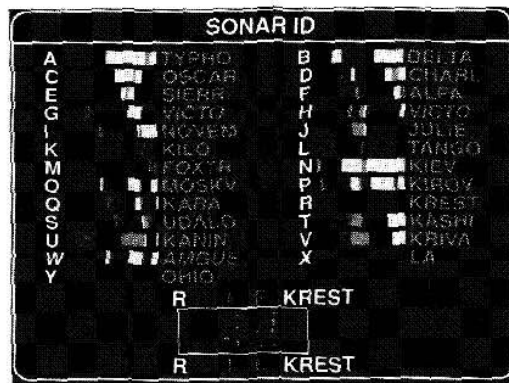 SONAR ID
A TYPHO B DELTA
C OSCAR D CHARL
E SIERR F ALFA
G VICTO H VICTO
I NOVEM J JULIE
K KILO L TANGO
M FOXTR N KIEV
O MOSKV P KIROV
Q KARA R KREST
S UDALO T KASHI
U KANIN V KRIVA
W AMGUE X LA
Y OHIO
R KREST
R KREST